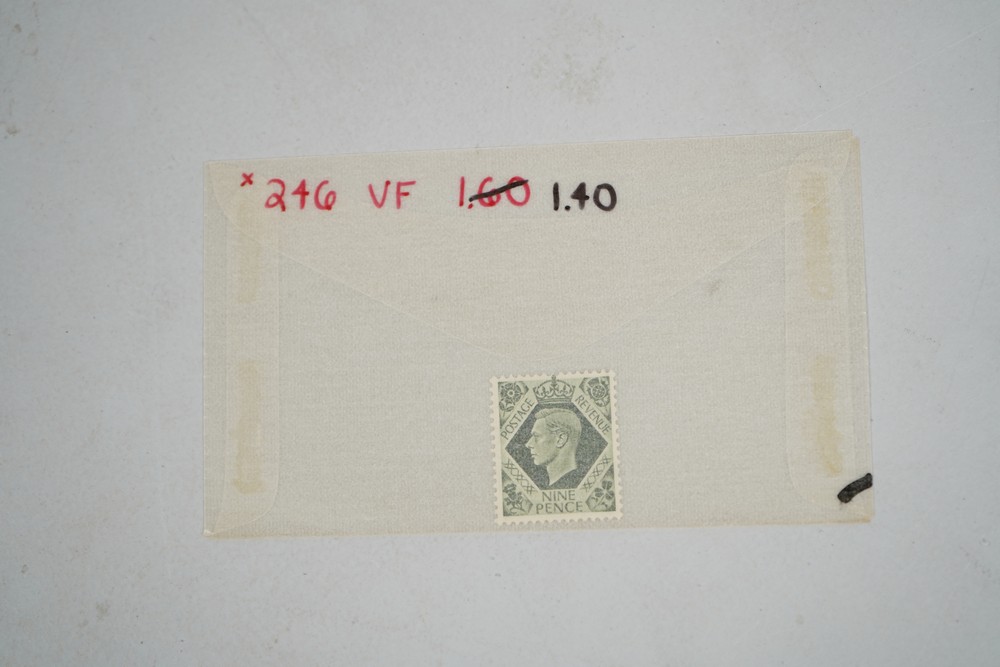 × 246 VF 1.60 1.40
POSTAGE REVENUE
NINE
PENCE